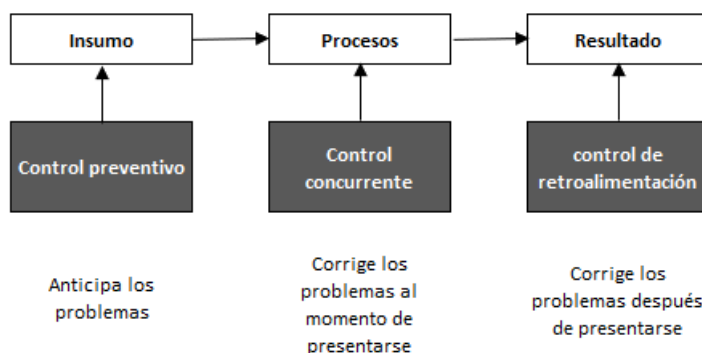 Insumo
Procesos
Resultado
Control preventivo
Control
concurrente
control de
retroalimentación
Anticipa los
problemas
Corrige los
problemas al
momento de
presentarse
Corrige los
problemas después
de presentarse